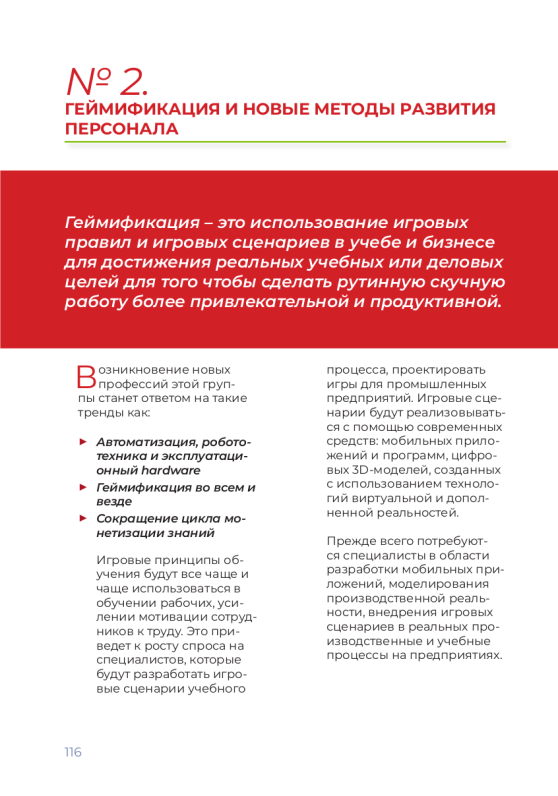 № 2.
ГЕЙМИФИКАЦИЯ И НОВЫЕ МЕТОДЫ РАЗВИТИЯ
ПЕРСОНАЛА
Геймификация – это использование игровых
правил и игровых сценариев в учебе и бизнесе
для достижения реальных учебных или деловых
целей для того чтобы сделать рутинную скучную
работу более привлекательной и продуктивной.
Возникновение новых
профессий этой груп-
пы станет ответом на такие
тренды как:
► Автоматизация, робото-
техника и эксплуатаци-
онный hardware
► Геймификация во всем и
везде
► Сокращение цикла мо-
нетизации знаний
Игровые принципы об-
учения будут все чаще и
чаще использоваться в
обучении рабочих, уси-
лении мотивации сотруд-
ников к труду. Это при-
ведет к росту спроса на
специалистов, которые
будут разработать игро-
вые сценарии учебного
процесса, проектировать
игры для промышленных
предприятий. Игровые сце-
нарии будут реализовывать-
ся с помощью современных
средств: мобильных прило-
жений и программ, цифро-
вых 3D-моделей, созданных
с использованием техноло-
гий виртуальной и допол-
ненной реальностей.
Прежде всего потребуют-
ся специалисты в области
разработки мобильных при-
ложений, моделирования
производственной реаль-
ности, внедрения игровых
сценариев в реальных про-
изводственные и учебные
процессы на предприятиях.
116